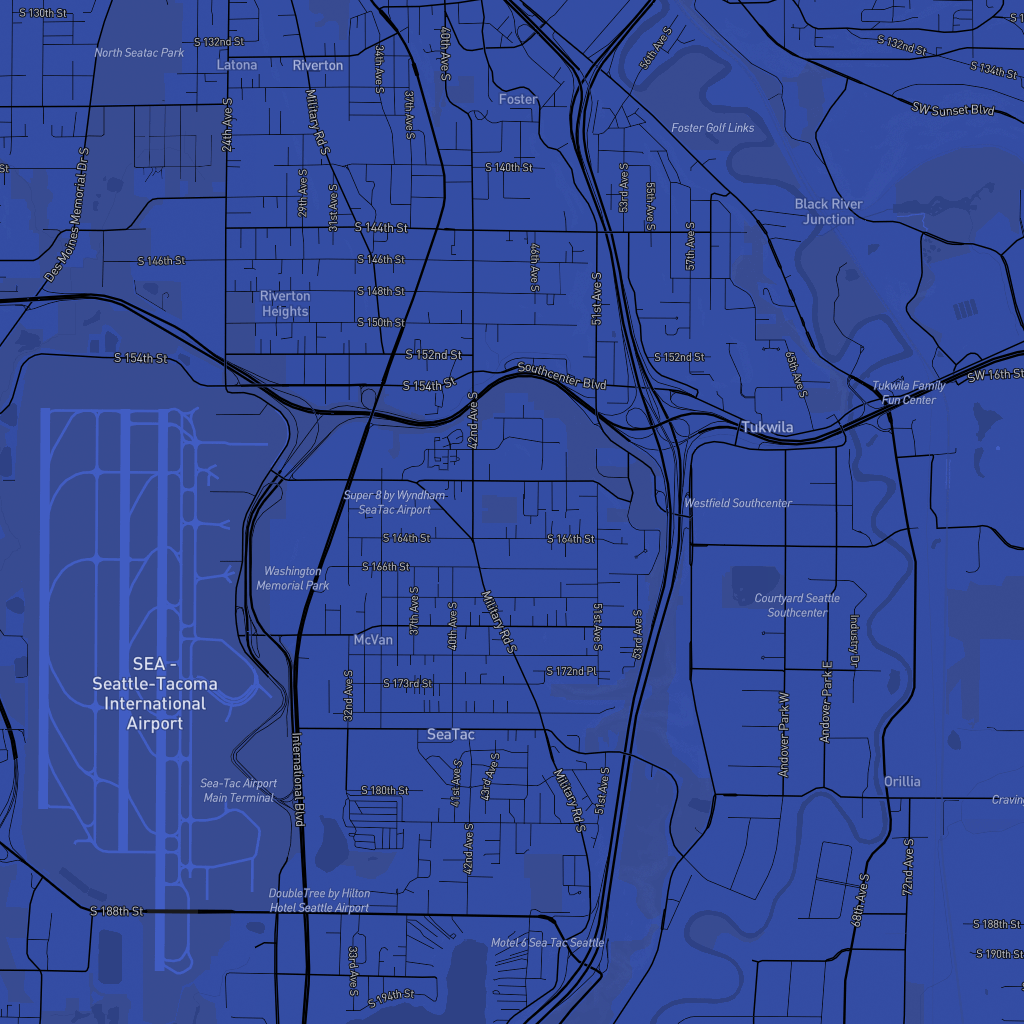 S 130th St
S 132nd St
North Seatac Park
Latona
Riverton
34th Ave S
40th Ave S
37th Ave S
Foster
56th Ave S
S 132nd St
S 134th St
SW Sunset Blvd
Foster Golf Links
24th Ave S
Military Rd S
S 140th St
Des Moines Memorial Dr S
29th Ave S
31st Ave S
53rd Ave S
55th Ave S
Black River
Junction
S 144th St
57th Ave S
S 146th St
S 146th St
46th Ave S
S 148th St
51st Ave S
Riverton
Heights
S 150th St
S 154th St
S 152nd St
S 152nd St
65th Ave S
S 154th St
Southcenter Blvd
SW 16th St
Tukwila Family
Fun Center
42nd Ave S
Tukwila
Super 8 by Wyndham
SeaTac Airport
Westfield Southcenter
S 164th St
S 164th St
S 166th St
Washington
Memorial Park
37th Ave S
40th Ave S
Military Rd S
51st Ave S
53rd Ave S
Courtyard Seattle
Southcenter
Industry Dr
McVan
SEA -
Seattle-Tacoma
International
Airport
S 172nd Pl
S 173rd St
32nd Ave S
Andover Park W
Andover Park E
SeaTac
International Blvd
Sea-Tac Airport
Main Terminal
S 180th St
41st Ave S
43rd Ave S
Military Rd S
51st Ave S
Orillia
42nd Ave S
72nd Ave S
68th Ave S
DoubleTree by Hilton
Hotel Seattle Airport
S 188th St
S 188th St
Motel 6 Sea Tac Seattle
S 190th St
33rd Ave S
S 194th St